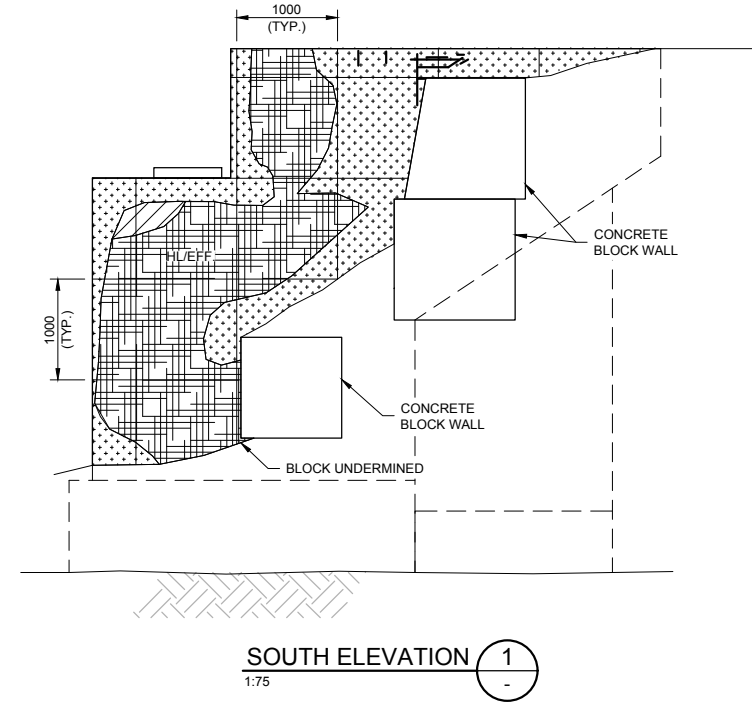 1000
(TYP.)
CONCRETE
BLOCK WALL
HL/EFF
1000
(TYP.)
CONCRETE
BLOCK WALL
BLOCK UNDERMINED
SOUTH ELEVATION
1
1:75
-